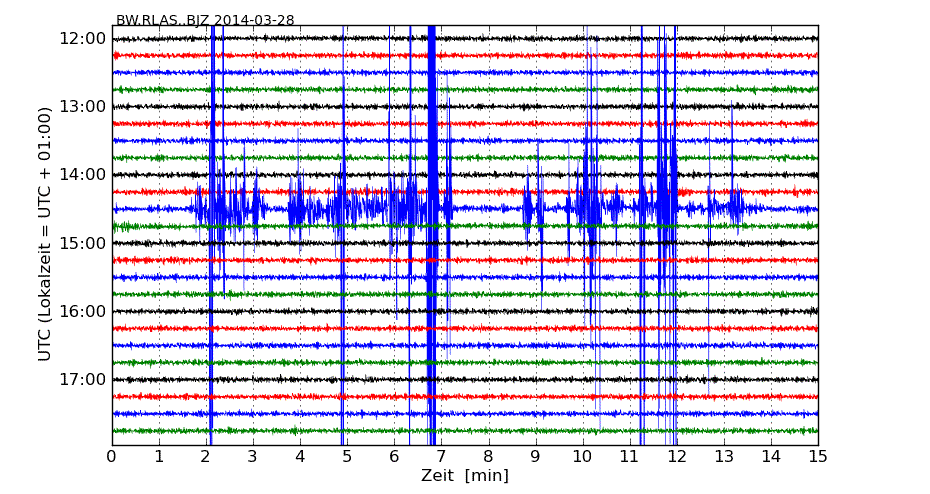 BW.RLAS..BJZ 2014-03-28
12:00
13:00
14:00
15:00
16:00
17:00
UTC (Lokalzeit = UTC + 01:00)
0 1 2 3 4 5 6 7 8 9 10 11 12 13 14 15
Zeit [min]